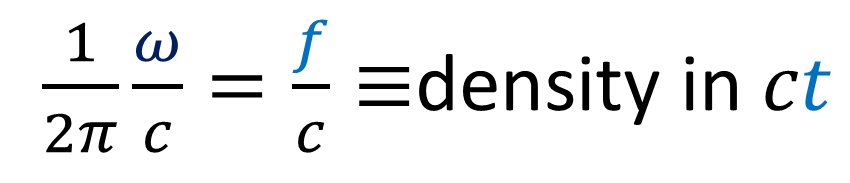 1/2π ω/c = f/c ≡density in ct